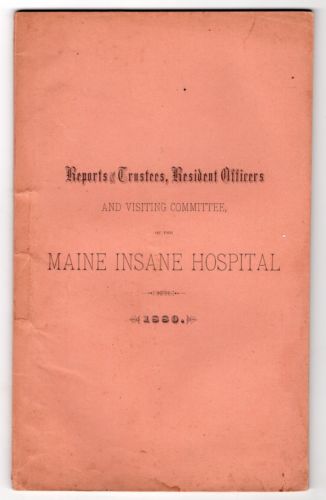 Reports of Trustees, Resident Officers
AND VISITING COMMITTEE,
OF THE
MAINE INSANE HOSPITAL
1880.